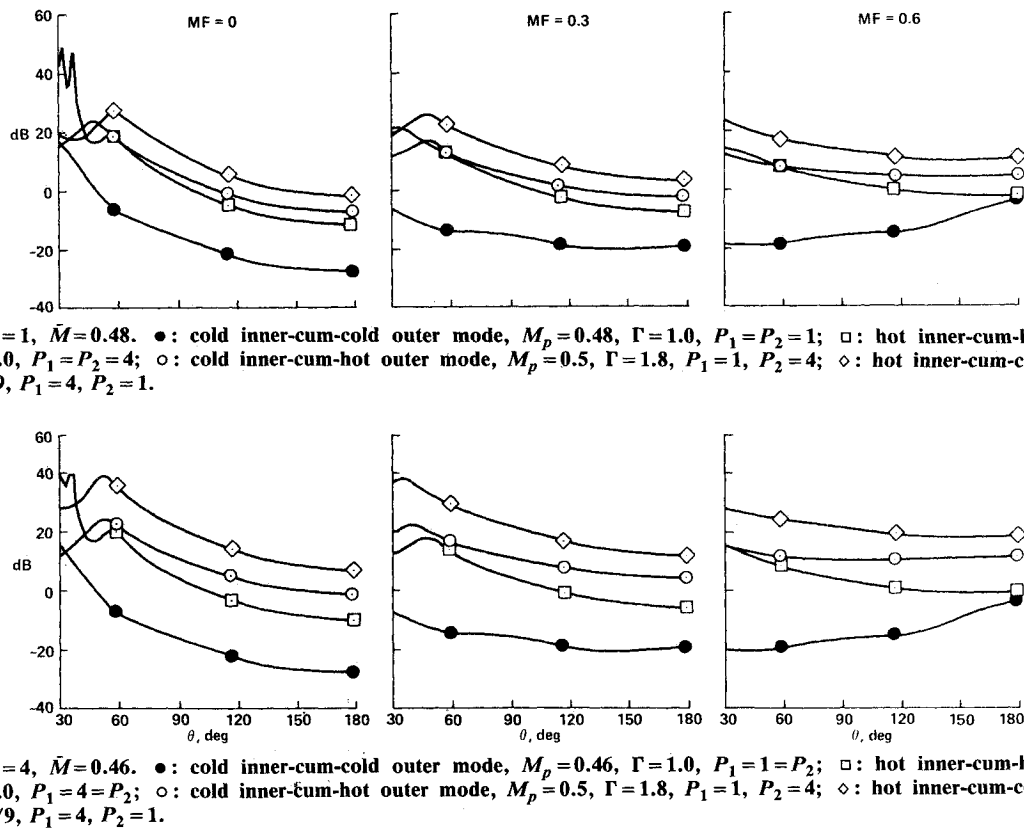 MF = 0 MF = 0.3 MF = 0.6
60
40
dB
20
0
-20
-40
=1, M̄=0.48. ●: cold inner-cum-cold outer mode, Mp=0.48, Γ=1.0, P1=P2=1; □: hot inner-cum-h
.0, P1=P2=4; ○: cold inner-cum-hot outer mode, Mp=0.5, Γ=1.8, P1=1, P2=4; ◇: hot inner-cum-c
9, P1=4, P2=1.
60
40
20
dB
0
-20
-40
30 60 90 120 150 180 30 60 90 120 150 180 30 60 90 120 150 180
θ, deg θ, deg θ, deg
=4, M̄=0.46. ●: cold inner-cum-cold outer mode, Mp=0.46, Γ=1.0, P1=1=P2; □: hot inner-cum-h
.0, P1=4=P2; ○: cold inner-cum-hot outer mode, Mp=0.5, Γ=1.8, P1=1, P2=4; ◇: hot inner-cum-c
/9, P1=4, P2=1.